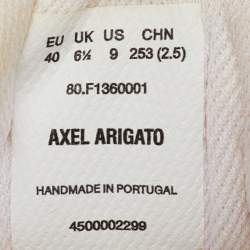 EU UK US CHN
40 6½ 9 253 (2.5)
80.F1360001
AXEL ARIGATO
HANDMADE IN PORTUGAL
4500002299